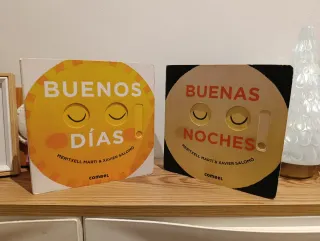 BUENOS
DÍAS
MERITXELL MARTÍ & XAVIER SALOMÓ
combel
BUENAS
NOCHES
MERITXELL MARTÍ & XAVIER SALOMÓ
combel